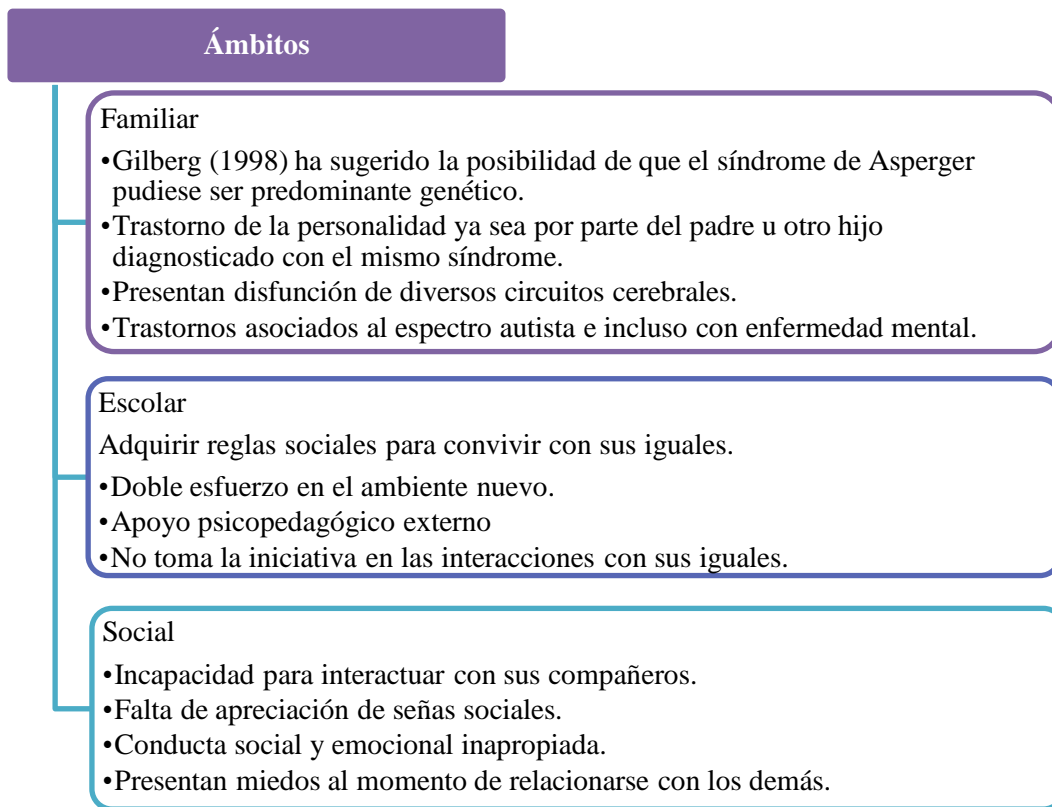 Ámbitos
Familiar
•Gilberg (1998) ha sugerido la posibilidad de que el síndrome de Asperger
pudiese ser predominante genético.
•Trastorno de la personalidad ya sea por parte del padre u otro hijo
diagnosticado con el mismo síndrome.
•Presentan disfunción de diversos circuitos cerebrales.
•Trastornos asociados al espectro autista e incluso con enfermedad mental.
Escolar
Adquirir reglas sociales para convivir con sus iguales.
•Doble esfuerzo en el ambiente nuevo.
•Apoyo psicopedagógico externo
•No toma la iniciativa en las interacciones con sus iguales.
Social
•Incapacidad para interactuar con sus compañeros.
•Falta de apreciación de señas sociales.
•Conducta social y emocional inapropiada.
•Presentan miedos al momento de relacionarse con los demás.